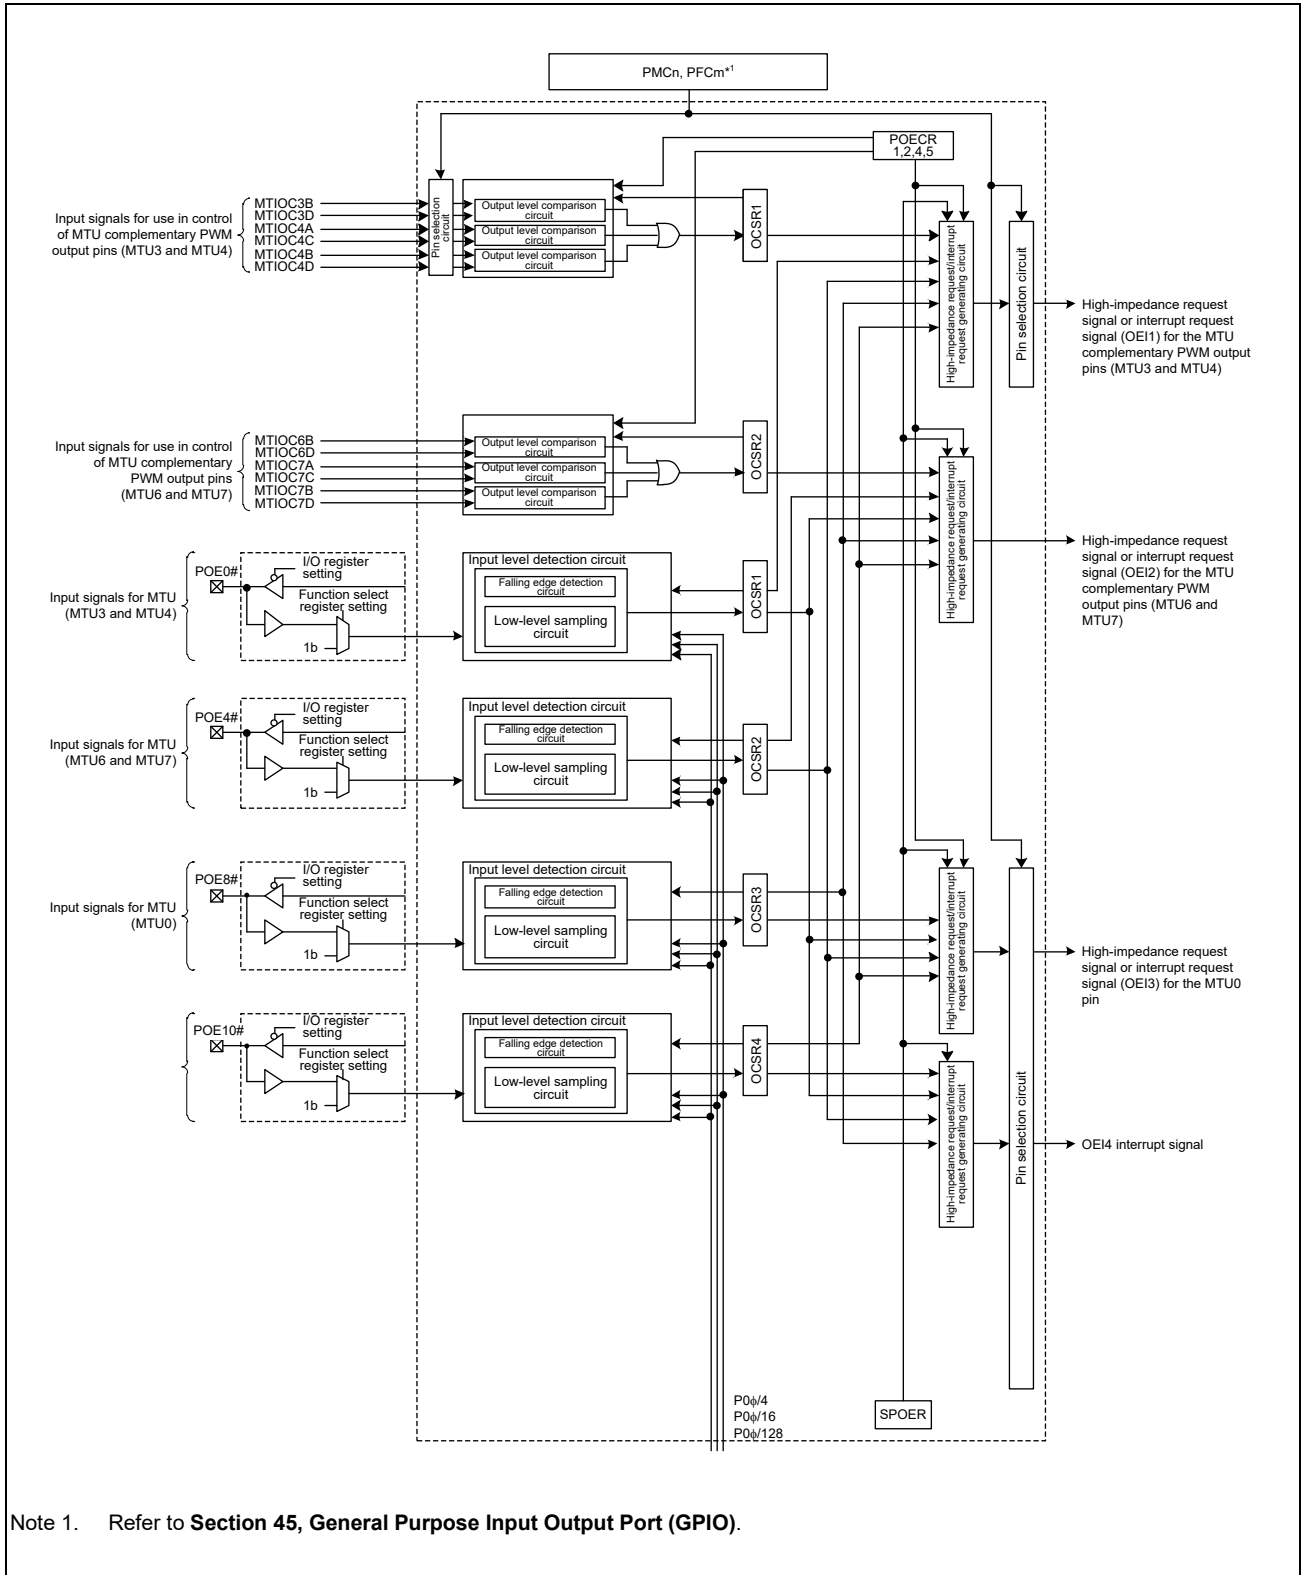 PMCn, PFCm*1
POECR
1,2,4,5
Input signals for use in control
of MTU complementary PWM
output pins (MTU3 and MTU4)
MTIOC3B
MTIOC3D
MTIOC4A
MTIOC4C
MTIOC4B
MTIOC4D
Pin selection
circuit
Output level comparison
circuit
Output level comparison
circuit
Output level comparison
circuit
OCSR1
High-impedance request/interrupt
request generating circuit
Pin selection circuit
High-impedance request
signal or interrupt request
signal (OEI1) for the MTU
complementary PWM output
pins (MTU3 and MTU4)
Input signals for use in control
of MTU complementary
PWM output pins
(MTU6 and MTU7)
MTIOC6B
MTIOC6D
MTIOC7A
MTIOC7C
MTIOC7B
MTIOC7D
Output level comparison
circuit
Output level comparison
circuit
Output level comparison
circuit
OCSR2
High-impedance request/interrupt
request generating circuit
High-impedance request
signal or interrupt request
signal (OEI2) for the MTU
complementary PWM
output pins (MTU6 and
MTU7)
Input signals for MTU
(MTU3 and MTU4)
POE0#
I/O register
setting
Function select
register setting
1b
Input level detection circuit
Falling edge detection
circuit
Low-level sampling
circuit
OCSR1
Input signals for MTU
(MTU6 and MTU7)
POE4#
I/O register
setting
Function select
register setting
1b
Input level detection circuit
Falling edge detection
circuit
Low-level sampling
circuit
OCSR2
Input signals for MTU
(MTU0)
POE8#
I/O register
setting
Function select
register setting
1b
Input level detection circuit
Falling edge detection
circuit
Low-level sampling
circuit
OCSR3
High-impedance request/interrupt
request generating circuit
High-impedance request
signal or interrupt request
signal (OEI3) for the MTU0
pin
POE10#
I/O register
setting
Function select
register setting
1b
Input level detection circuit
Falling edge detection
circuit
Low-level sampling
circuit
OCSR4
High-impedance request/interrupt
request generating circuit
Pin selection circuit
OEI4 interrupt signal
P0ϕ/4
P0ϕ/16
P0ϕ/128
SPOER
Note 1. Refer to Section 45, General Purpose Input Output Port (GPIO).